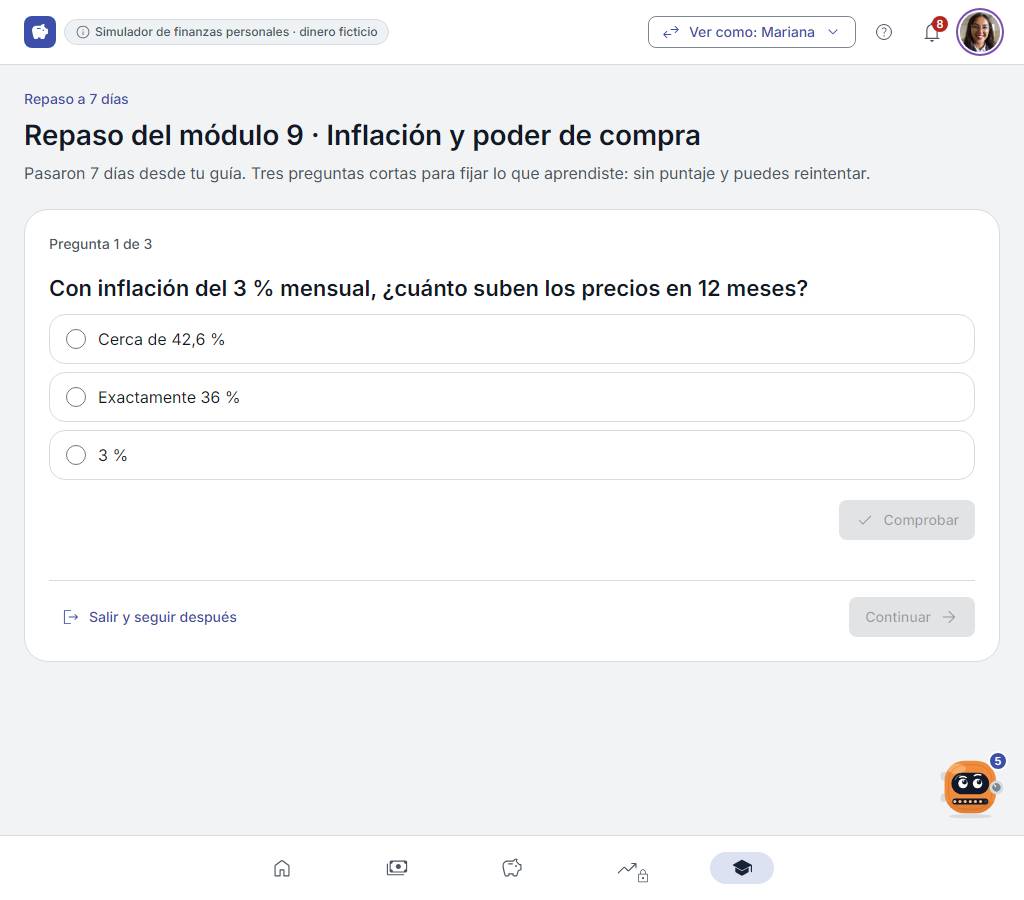 Simulador de finanzas personales · dinero ficticio
Ver como: Mariana
8
Repaso a 7 días
Repaso del módulo 9 · Inflación y poder de compra
Pasaron 7 días desde tu guía. Tres preguntas cortas para fijar lo que aprendiste: sin puntaje y puedes reintentar.
Pregunta 1 de 3
Con inflación del 3 % mensual, ¿cuánto suben los precios en 12 meses?
Cerca de 42,6 %
Exactamente 36 %
3 %
Comprobar
Salir y seguir después
Continuar
5